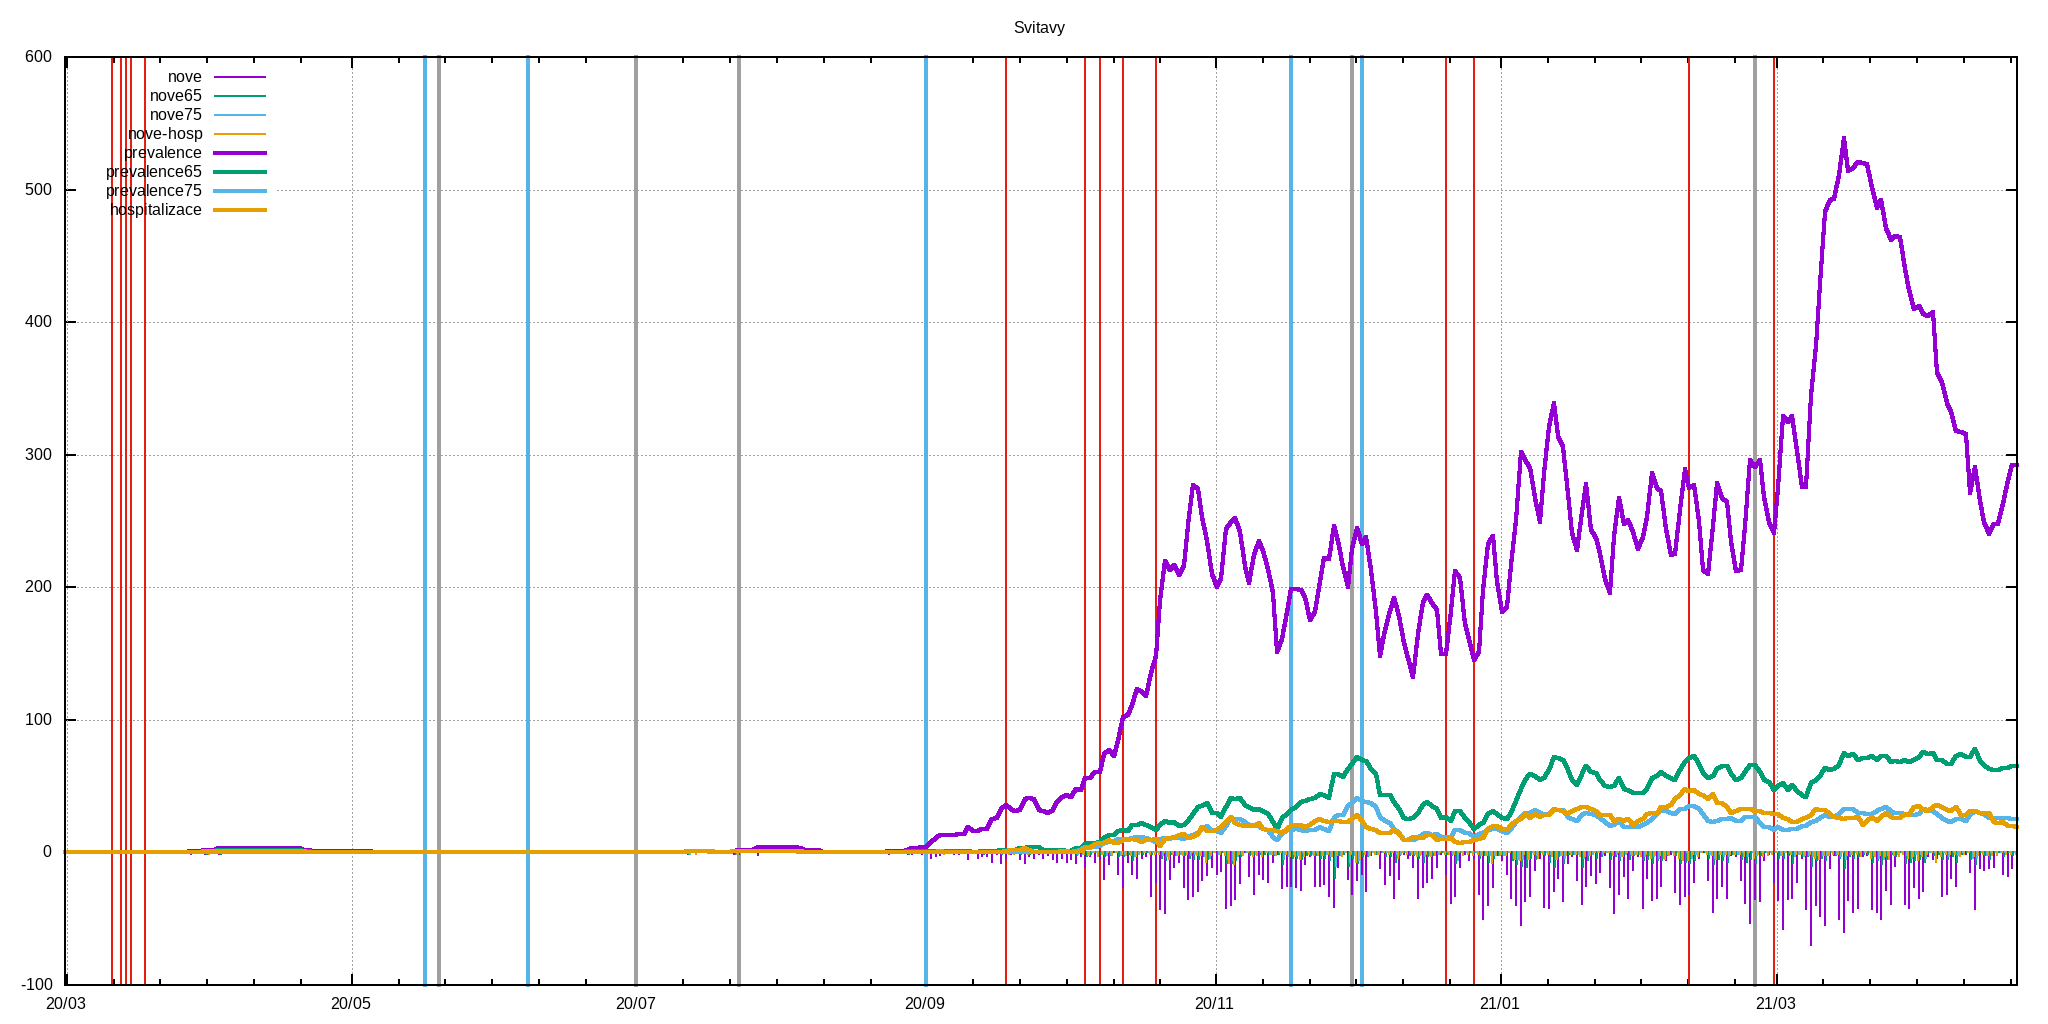 Svitavy
600
500
400
300
200
100
0
-100
nove
nove65
nove75
nove-hosp
prevalence
prevalence65
prevalence75
hospitalizace
20/03 20/05 20/07 20/09 20/11 21/01 21/03